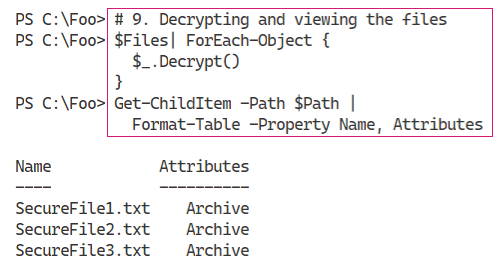 PS C:\Foo> # 9. Decrypting and viewing the files
PS C:\Foo> $Files| ForEach-Object {
             $_.Decrypt()
           }
PS C:\Foo> Get-ChildItem -Path $Path |
             Format-Table -Property Name, Attributes

Name            Attributes
----            ----------
SecureFile1.txt    Archive
SecureFile2.txt    Archive
SecureFile3.txt    Archive